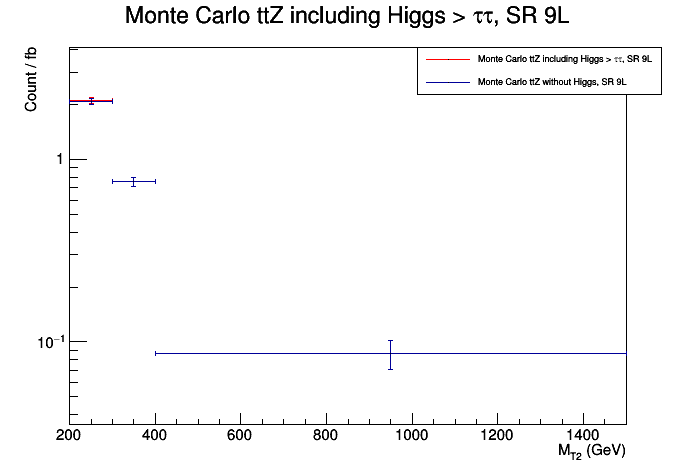 Monte Carlo ttZ including Higgs > ττ, SR 9L
Count / fb
Monte Carlo ttZ including Higgs > ττ, SR 9L
Monte Carlo ttZ without Higgs, SR 9L
1
10⁻¹
200 400 600 800 1000 1200 1400
M_T2 (GeV)